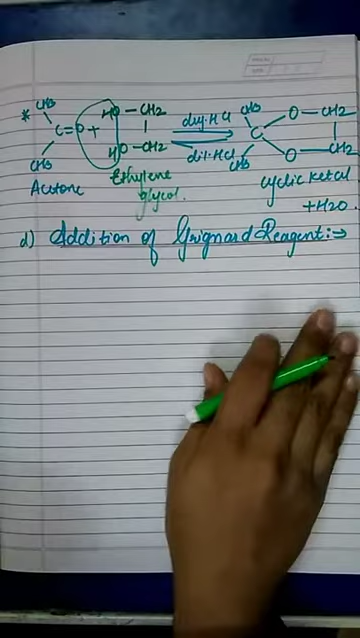 * CH3 C=O + HO—CH2 dry.HCl CH3 O—CH2
CH3 HO—CH2 dil.HCl C CH3 O—CH2
Acetone Ethylene glycol. cyclic ketal
+H2O.
d) Addition of Grignard Reagent:⇒